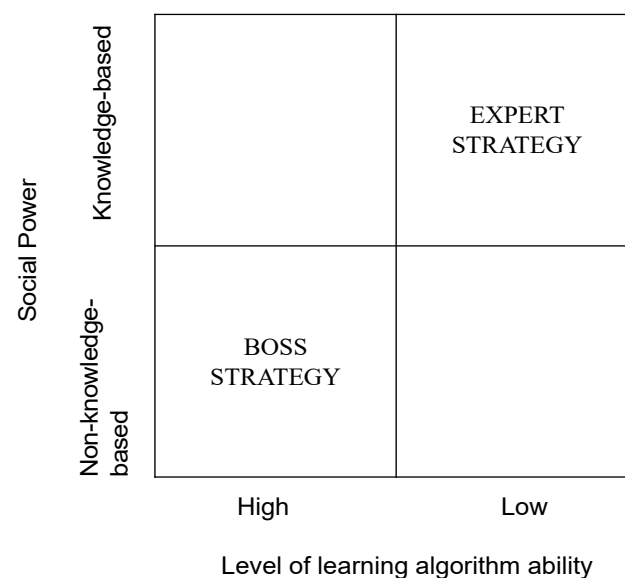 Social Power
Knowledge-based
EXPERT
STRATEGY
Non-knowledge-
based
BOSS
STRATEGY
High
Low
Level of learning algorithm ability